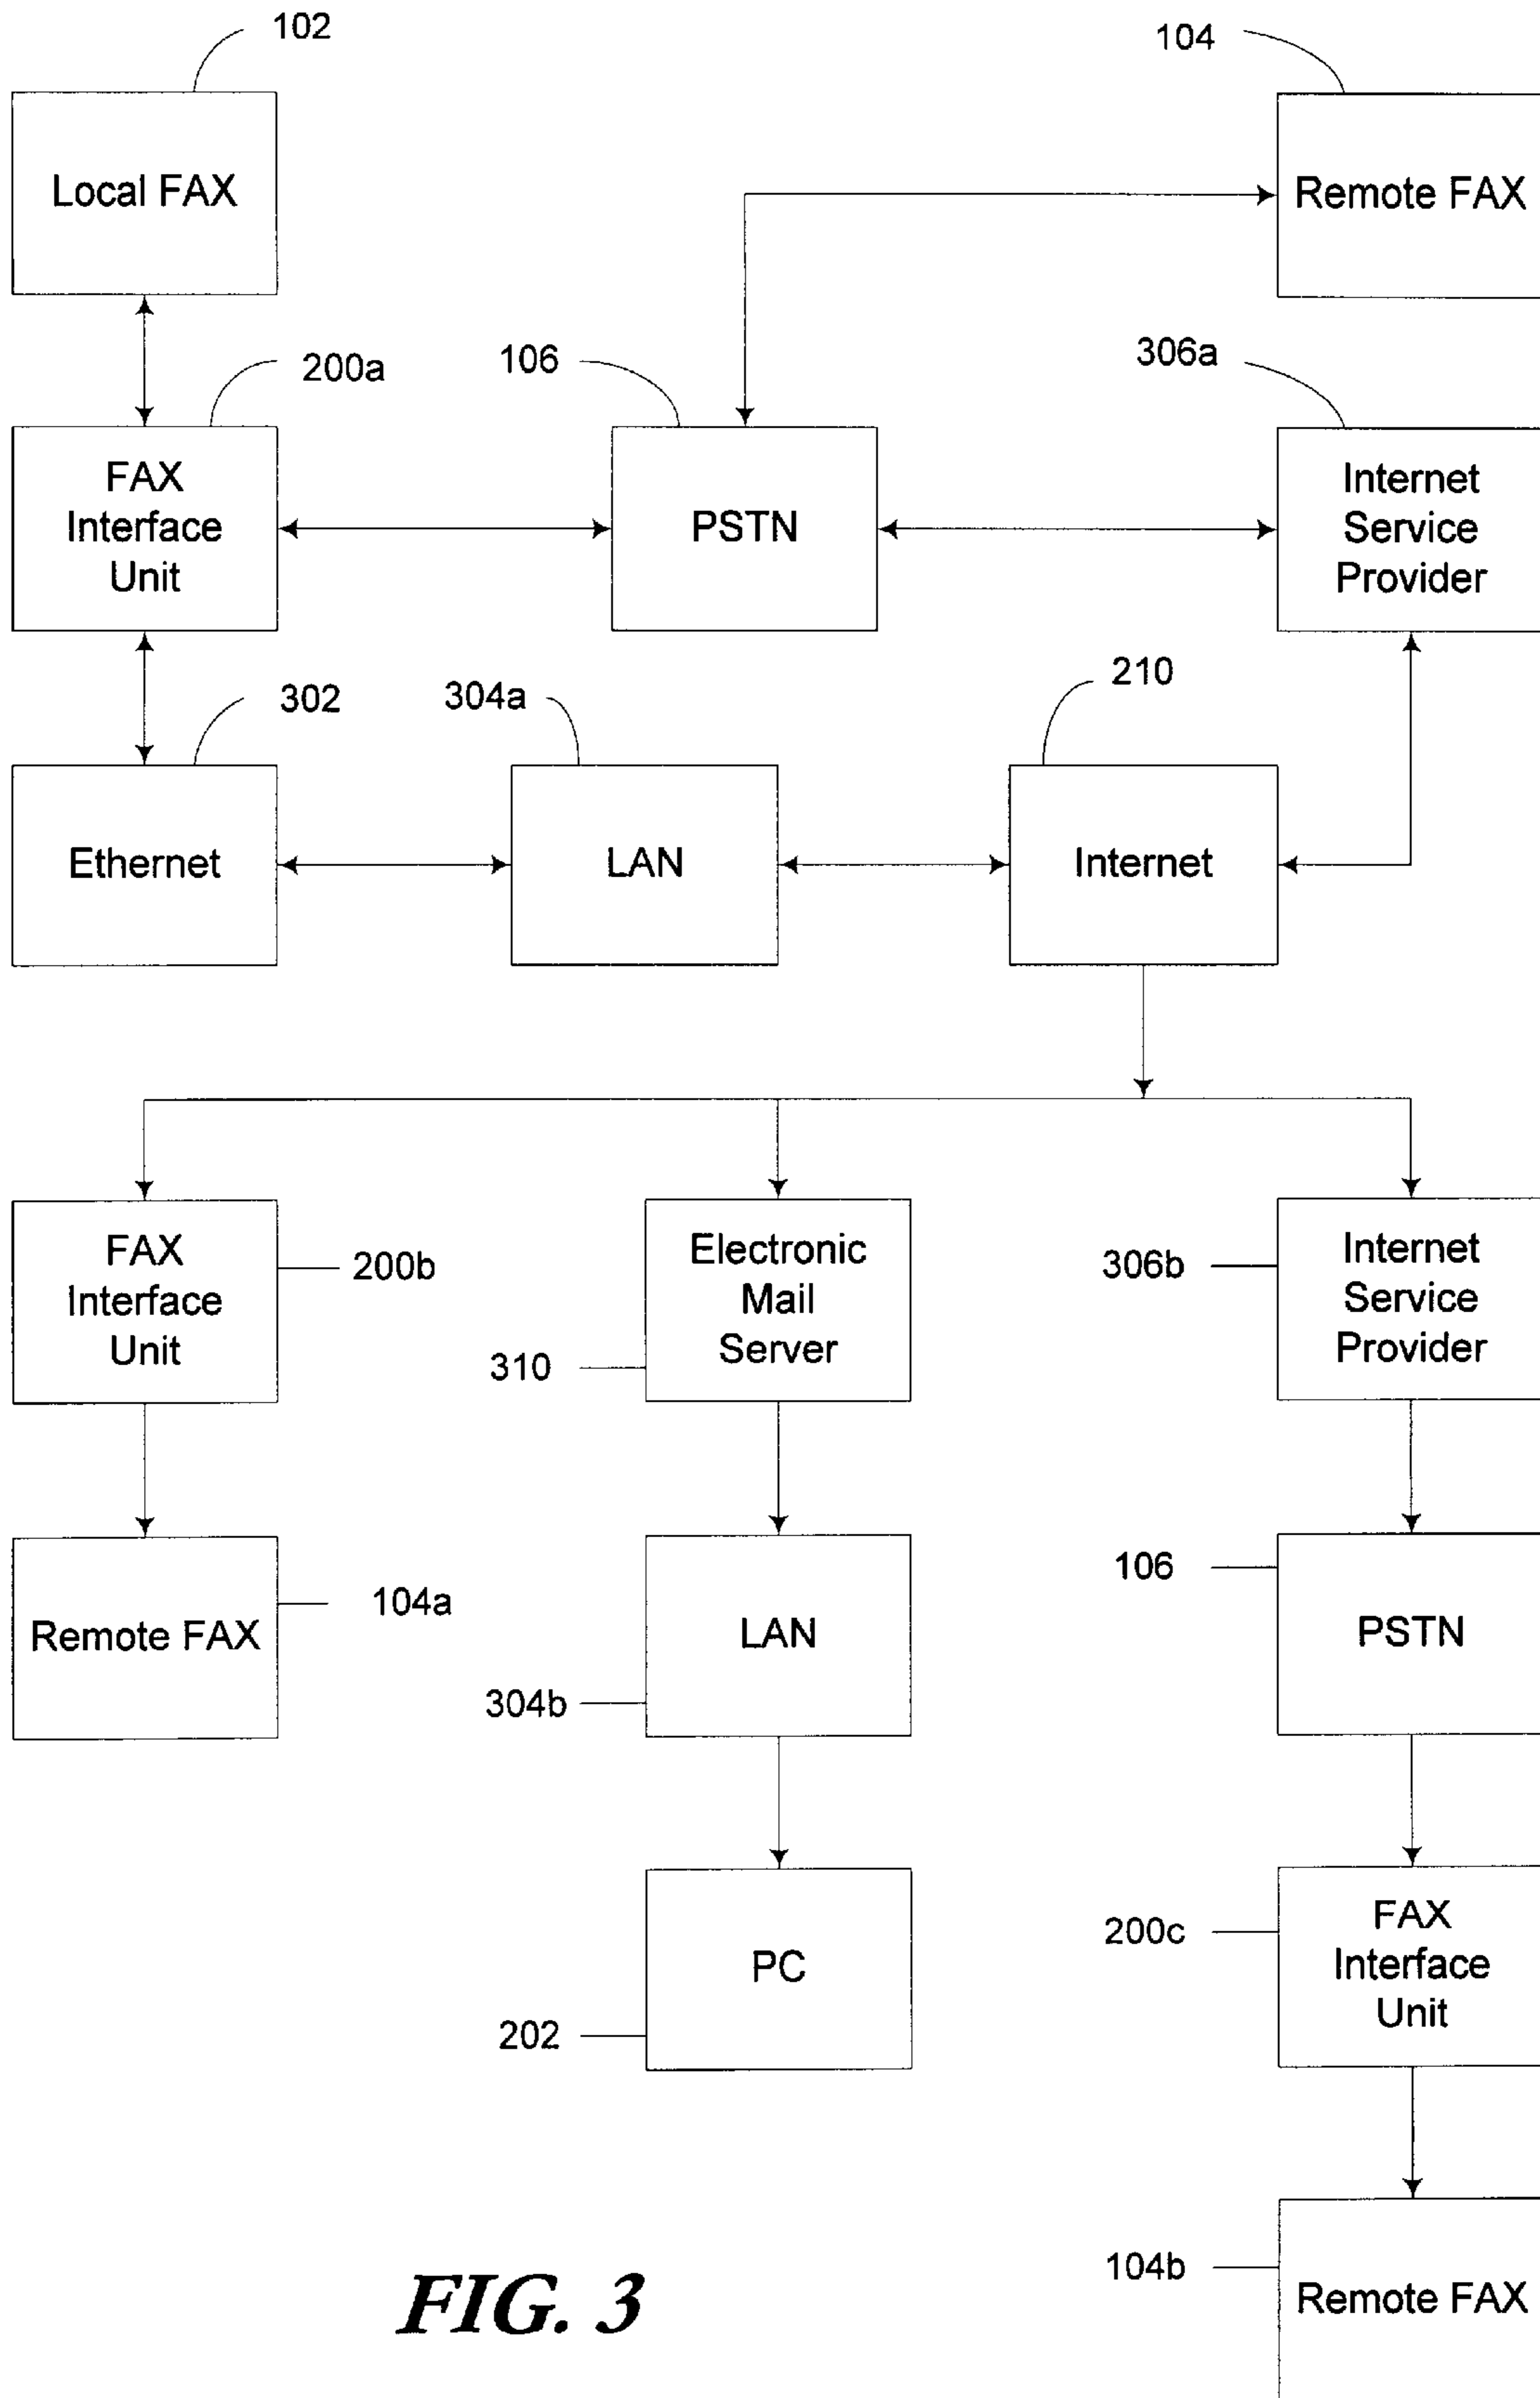 102
104
Local FAX
Remote FAX
200a
106
306a
FAX
Interface
Unit
PSTN
Internet
Service
Provider
302
304a
210
Ethernet
LAN
Internet
FAX
Interface
Unit
200b
Electronic
Mail
Server
310
306b
Internet
Service
Provider
Remote FAX
104a
LAN
304b
106
PSTN
PC
202
200c
FAX
Interface
Unit
104b
Remote FAX
FIG. 3